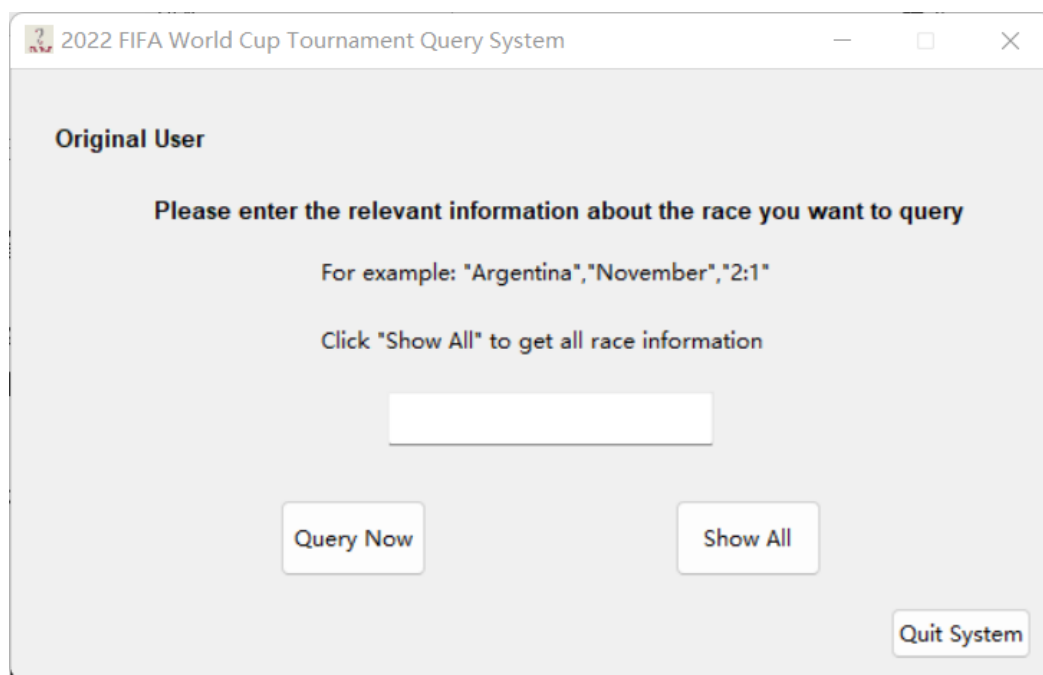 2022 FIFA World Cup Tournament Query System
Original User
Please enter the relevant information about the race you want to query
For example: "Argentina","November","2:1"
Click "Show All" to get all race information
Query Now
Show All
Quit System